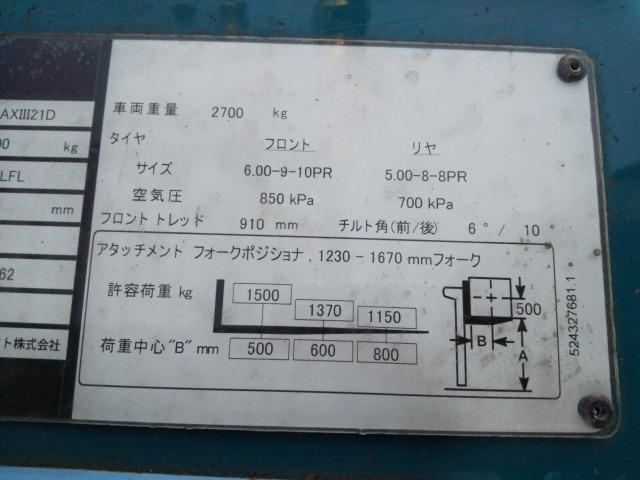 AXIII21D
00 kg
LFL
mm
62
ト株式会社
車両重量 2700 kg
タイヤ フロント リヤ
サイズ 6.00-9-10PR 5.00-8-8PR
空気圧 850 kPa 700 kPa
フロントトレッド 910 mm チルト角(前/後) 6°/ 10°
アタッチメント フォークポジショナ,1230-1670mmフォーク
許容荷重 kg 1500 1370 1150
荷重中心"B" mm 500 600 800
500
B
A
524327681.1